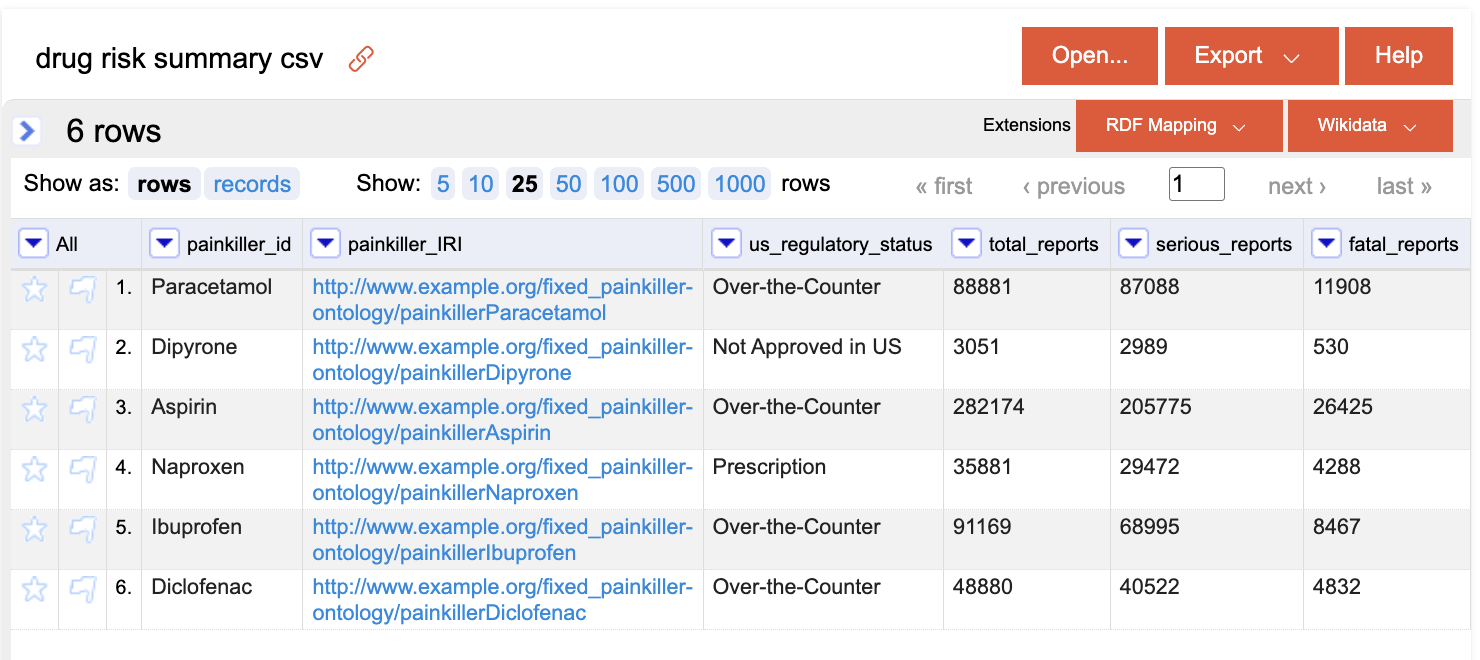 drug risk summary csv
Open... Export Help
6 rows
Extensions RDF Mapping Wikidata
Show as: rows records Show: 5 10 25 50 100 500 1000 rows « first ‹ previous 1 next › last »
All painkiller_id painkiller_IRI us_regulatory_status total_reports serious_reports fatal_reports
1. Paracetamol http://www.example.org/fixed_painkiller- Over-the-Counter 88881 87088 11908
ontology/painkillerParacetamol
2. Dipyrone http://www.example.org/fixed_painkiller- Not Approved in US 3051 2989 530
ontology/painkillerDipyrone
3. Aspirin http://www.example.org/fixed_painkiller- Over-the-Counter 282174 205775 26425
ontology/painkillerAspirin
4. Naproxen http://www.example.org/fixed_painkiller- Prescription 35881 29472 4288
ontology/painkillerNaproxen
5. Ibuprofen http://www.example.org/fixed_painkiller- Over-the-Counter 91169 68995 8467
ontology/painkillerIbuprofen
6. Diclofenac http://www.example.org/fixed_painkiller- Over-the-Counter 48880 40522 4832
ontology/painkillerDiclofenac